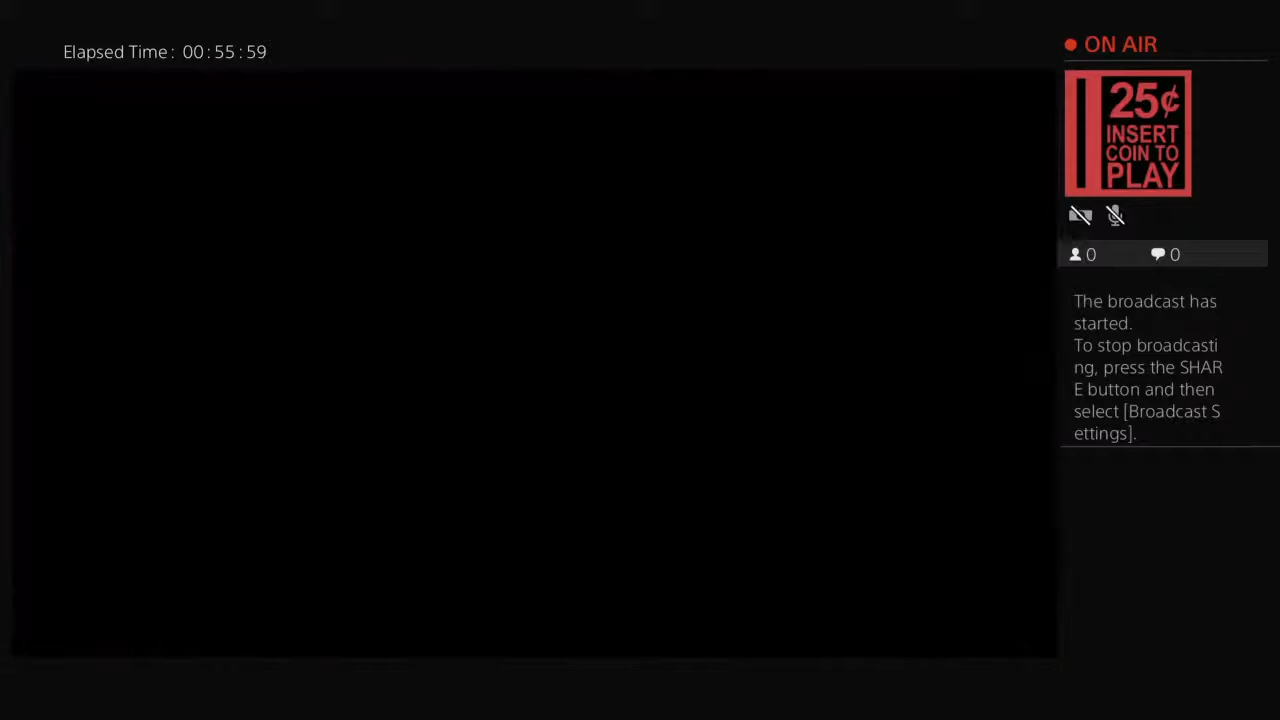 Elapsed Time: 00:55:59
ON AIR
25¢
INSERT
COIN TO
PLAY
0 0
The broadcast has
started.
To stop broadcasti
ng, press the SHAR
E button and then
select [Broadcast S
ettings].